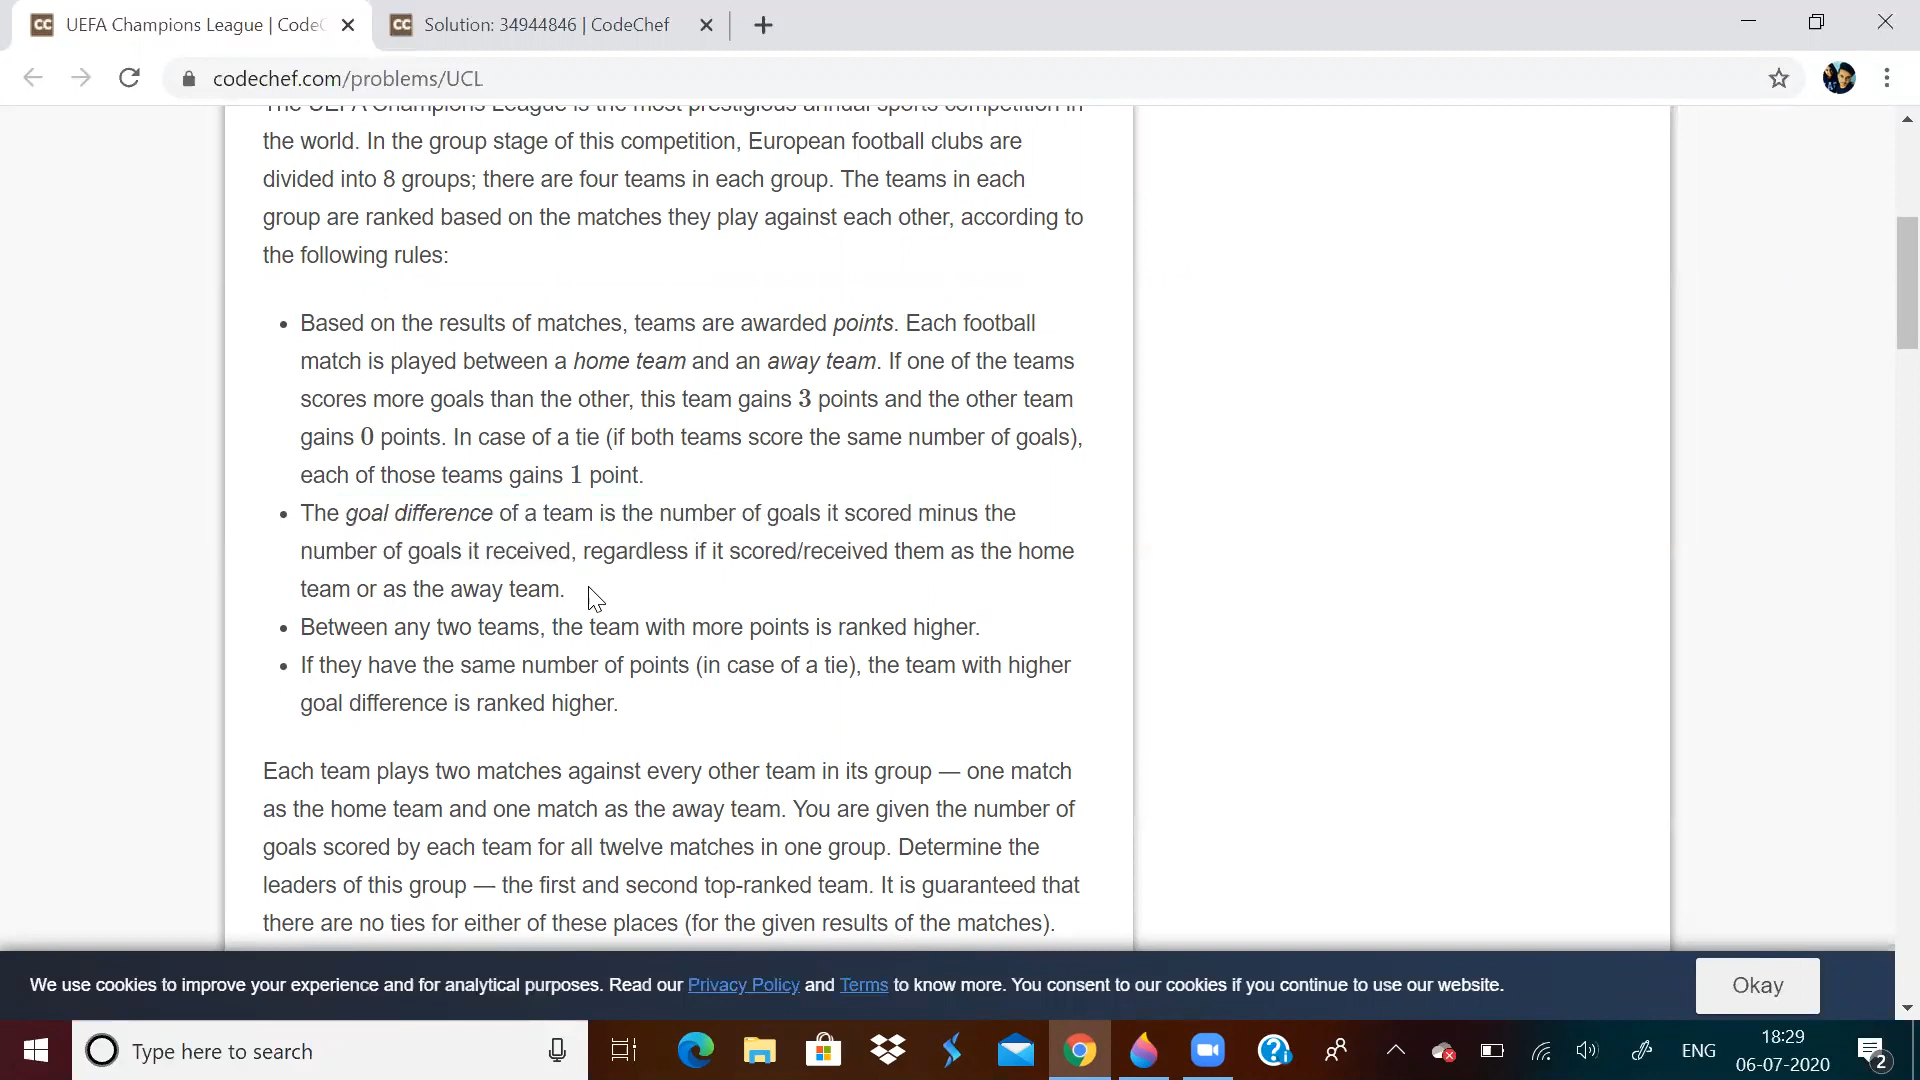 UEFA Champions League | CodeC
Solution: 34944846 | CodeChef
codechef.com/problems/UCL
The UEFA Champions League is the most prestigious annual sports competition in
the world. In the group stage of this competition, European football clubs are
divided into 8 groups; there are four teams in each group. The teams in each
group are ranked based on the matches they play against each other, according to
the following rules:
• Based on the results of matches, teams are awarded points. Each football
match is played between a home team and an away team. If one of the teams
scores more goals than the other, this team gains 3 points and the other team
gains 0 points. In case of a tie (if both teams score the same number of goals),
each of those teams gains 1 point.
• The goal difference of a team is the number of goals it scored minus the
number of goals it received, regardless if it scored/received them as the home
team or as the away team.
• Between any two teams, the team with more points is ranked higher.
• If they have the same number of points (in case of a tie), the team with higher
goal difference is ranked higher.
Each team plays two matches against every other team in its group — one match
as the home team and one match as the away team. You are given the number of
goals scored by each team for all twelve matches in one group. Determine the
leaders of this group — the first and second top-ranked team. It is guaranteed that
there are no ties for either of these places (for the given results of the matches).
We use cookies to improve your experience and for analytical purposes. Read our Privacy Policy and Terms to know more. You consent to our cookies if you continue to use our website.
Okay
Type here to search
ENG
18:29
06-07-2020
2